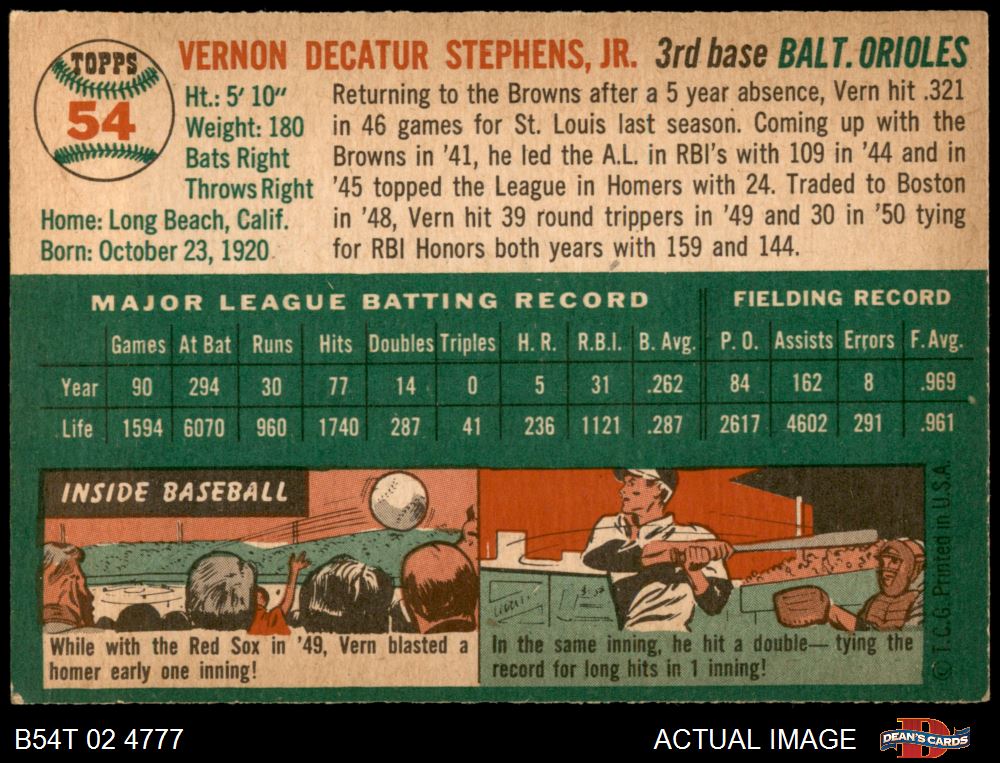 TOPPS
54
VERNON DECATUR STEPHENS, JR. 3rd base BALT. ORIOLES
Ht.: 5' 10"
Weight: 180
Bats Right
Throws Right
Home: Long Beach, Calif.
Born: October 23, 1920
Returning to the Browns after a 5 year absence, Vern hit .321
in 46 games for St. Louis last season. Coming up with the
Browns in '41, he led the A.L. in RBI's with 109 in '44 and in
'45 topped the League in Homers with 24. Traded to Boston
in '48, Vern hit 39 round trippers in '49 and 30 in '50 tying
for RBI Honors both years with 159 and 144.
MAJOR LEAGUE BATTING RECORD FIELDING RECORD
Games At Bat Runs Hits Doubles Triples H. R. R.B.I. B. Avg. P. O. Assists Errors F. Avg.
Year 90 294 30 77 14 0 5 31 .262 84 162 8 .969
Life 1594 6070 960 1740 287 41 236 1121 .287 2617 4602 291 .961
INSIDE BASEBALL
While with the Red Sox in '49, Vern blasted a
homer early one inning!
In the same inning, he hit a double— tying the
record for long hits in 1 inning!
© T.C.G. Printed in U.S.A.
B54T 02 4777
ACTUAL IMAGE
DEAN'S CARDS